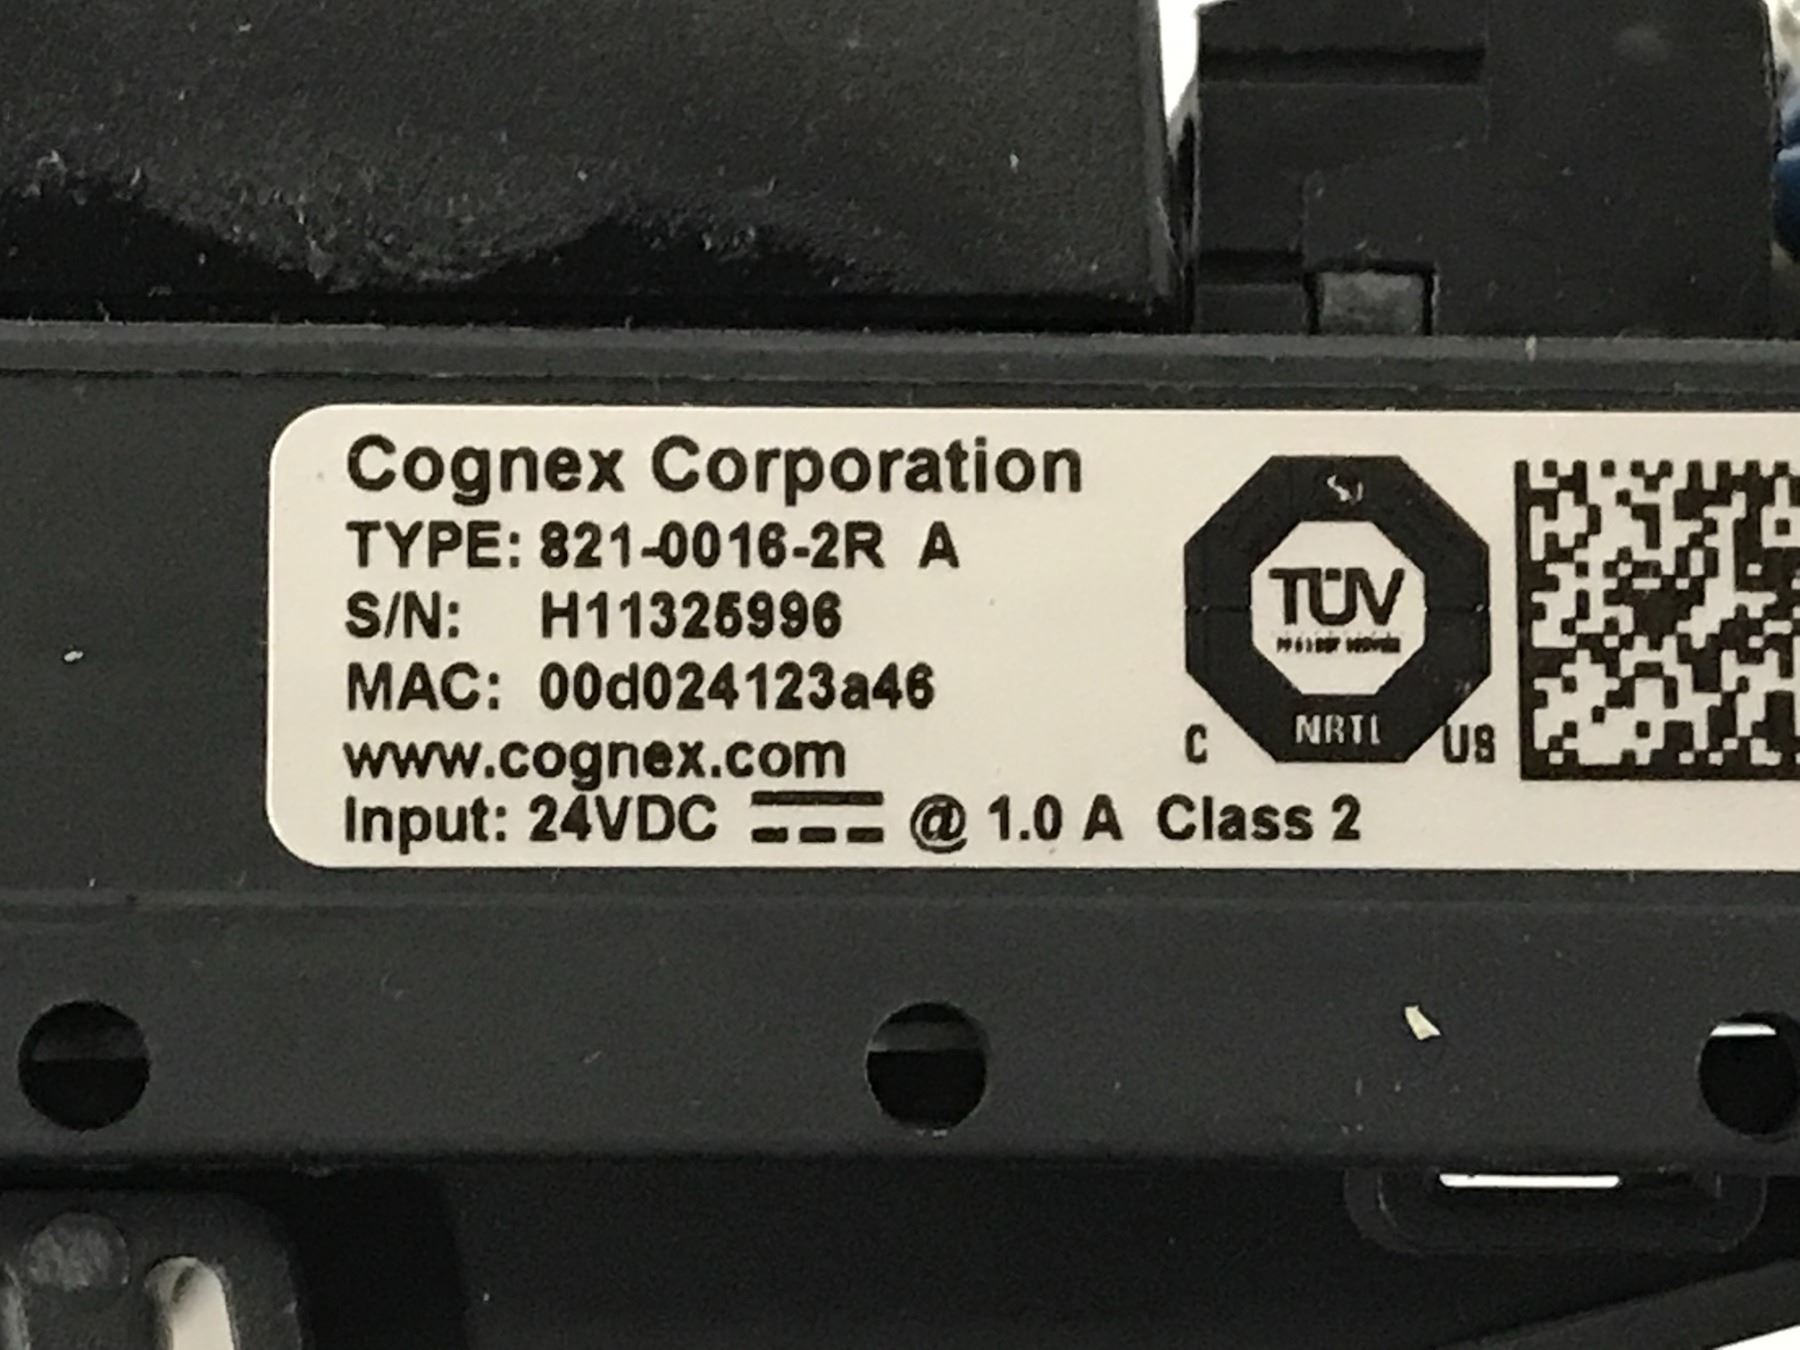 Cognex Corporation
TYPE: 821-0016-2R A
S/N: H11325996
MAC: 00d024123a46
www.cognex.com
Input: 24VDC @ 1.0 A Class 2
TÜV
NRTL
C US